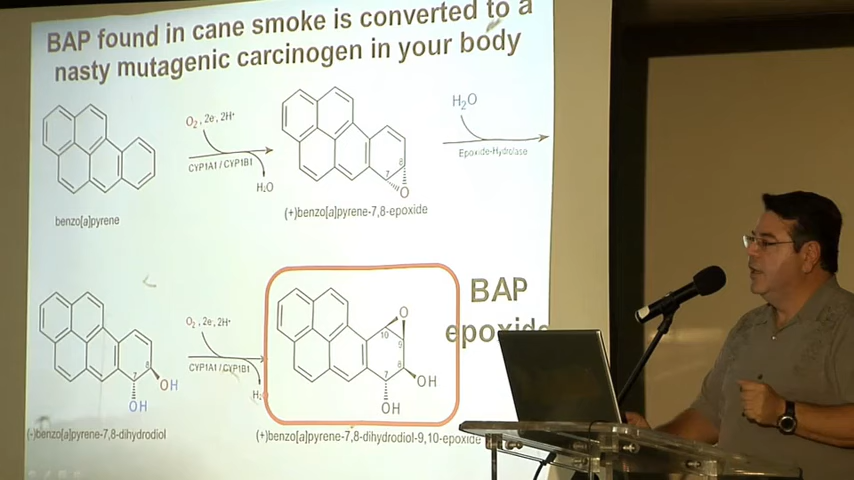 BAP found in cane smoke is converted to a
nasty mutagenic carcinogen in your body
O₂, 2e, 2H⁺
CYP1A1 / CYP1B1
H₂O
H₂O
Epoxide-Hydrolase
8
7
O
benzo[a]pyrene
(+)benzo[a]pyrene-7,8-epoxide
BAP
epoxide
O₂, 2e, 2H⁺
CYP1A1 / CYP1B1
O
10
9
8
7
OH
OH
8
7
OH
OH
(-)benzo[a]pyrene-7,8-dihydrodiol
(+)benzo[a]pyrene-7,8-dihydrodiol-9,10-epoxide